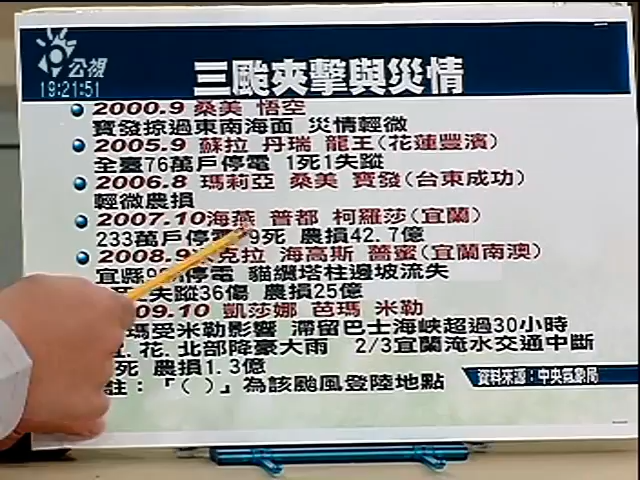 公視
19:21:51
三颱夾擊與災情
2000.9 桑美 悟空
寶發掠過東南海面 災情輕微
2005.9 蘇拉 丹瑞 龍王(花蓮豐濱)
全臺76萬戶停電 1死1失蹤
2006.8 瑪莉亞 桑美 寶發(台東成功)
輕微農損
2007.10海燕 普都 柯羅莎(宜蘭)
233萬戶停電 9死 農損42.7億
2008.9 克拉 海高斯 薔蜜(宜蘭南澳)
宜縣9 停電 貓纜塔柱邊坡流失
失蹤36傷 農損25億
09.10 凱莎娜 芭瑪 米勒
瑪受米勒影響 滯留巴士海峽超過30小時
.花.北部降豪大雨 2/3宜蘭淹水交通中斷
死 農損1.3億
註:「( )」為該颱風登陸地點
資料來源:中央氣象局